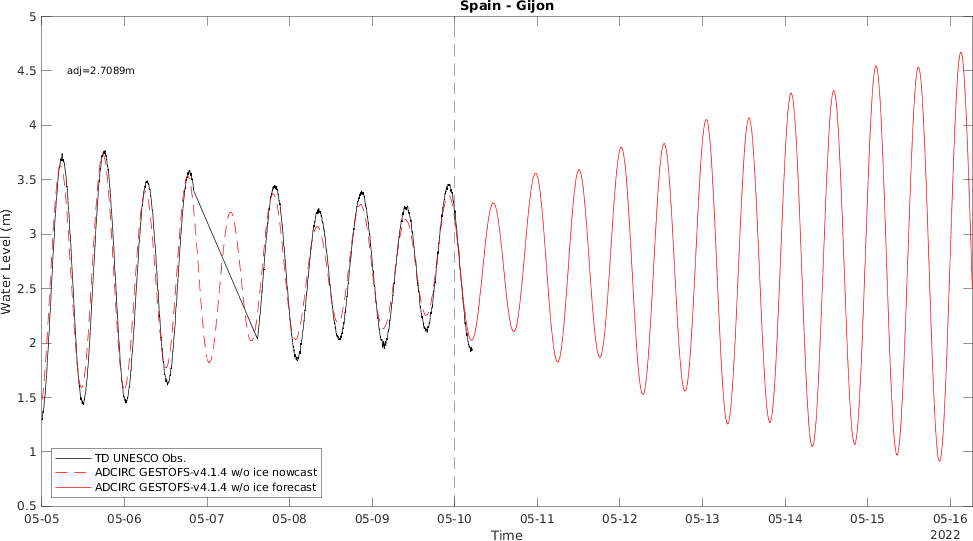 Spain - Gijon
5
4.5
4
3.5
3
2.5
2
1.5
1
0.5
Water Level (m)
adj=2.7089m
TD UNESCO Obs.
ADCIRC GESTOFS-v4.1.4 w/o ice nowcast
ADCIRC GESTOFS-v4.1.4 w/o ice forecast
05-05 05-06 05-07 05-08 05-09 05-10 05-11 05-12 05-13 05-14 05-15 05-16
Time
2022